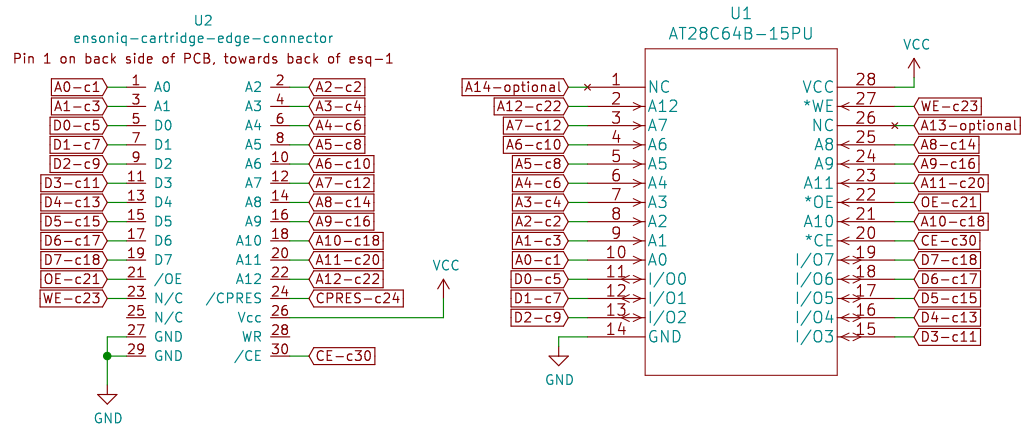 U2
ensoniq-cartridge-edge-connector
Pin 1 on back side of PCB, towards back of esq-1
A0-c1 1 A0 A2 2 A2-c2
A1-c3 3 A1 A3 4 A3-c4
D0-c5 5 D0 A4 6 A4-c6
D1-c7 7 D1 A5 8 A5-c8
D2-c9 9 D2 A6 10 A6-c10
D3-c11 11 D3 A7 12 A7-c12
D4-c13 13 D4 A8 14 A8-c14
D5-c15 15 D5 A9 16 A9-c16
D6-c17 17 D6 A10 18 A10-c18
D7-c18 19 D7 A11 20 A11-c20
OE-c21 21 /OE A12 22 A12-c22
WE-c23 23 N/C /CPRES 24 CPRES-c24
25 N/C Vcc 26
27 GND WR 28
29 GND /CE 30 CE-c30
VCC
GND
U1
AT28C64B-15PU
VCC
A14-optional 1 NC VCC 28
A12-c22 2 A12 *WE 27 WE-c23
A7-c12 3 A7 NC 26 A13-optional
A6-c10 4 A6 A8 25 A8-c14
A5-c8 5 A5 A9 24 A9-c16
A4-c6 6 A4 A11 23 A11-c20
A3-c4 7 A3 *OE 22 OE-c21
A2-c2 8 A2 A10 21 A10-c18
A1-c3 9 A1 *CE 20 CE-c30
A0-c1 10 A0 I/O7 19 D7-c18
D0-c5 11 I/O0 I/O6 18 D6-c17
D1-c7 12 I/O1 I/O5 17 D5-c15
D2-c9 13 I/O2 I/O4 16 D4-c13
14 GND I/O3 15 D3-c11
GND